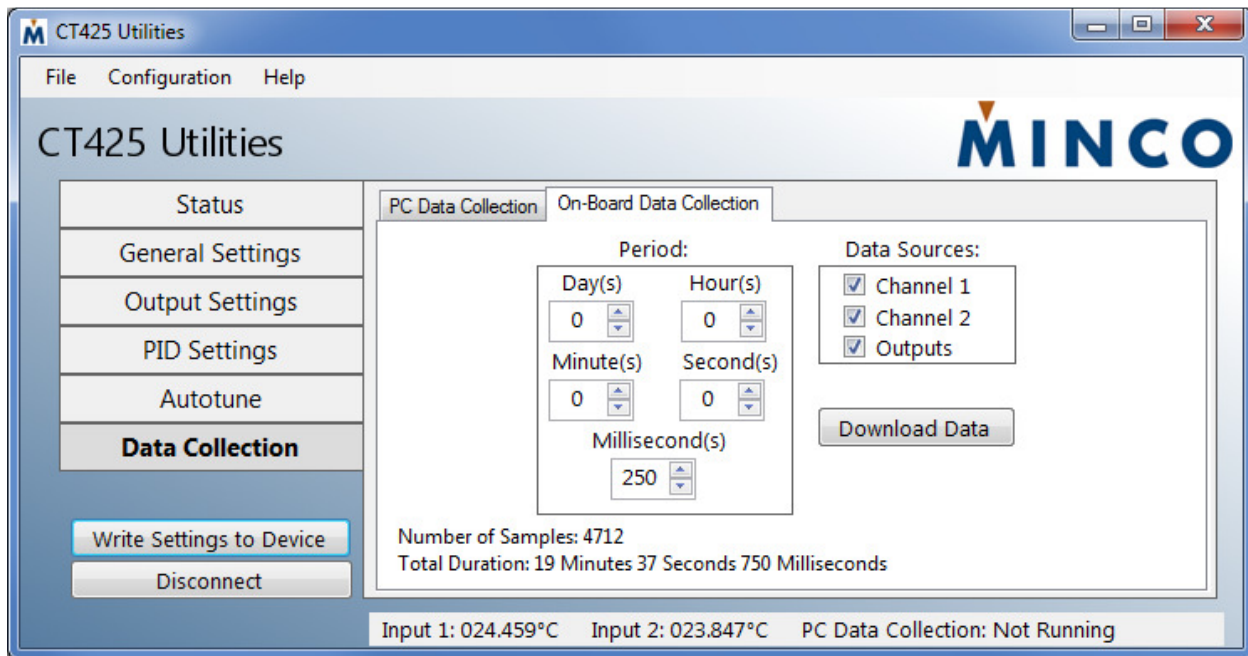 CT425 Utilities
File Configuration Help
CT425 Utilities
MINCO
Status
General Settings
Output Settings
PID Settings
Autotune
Data Collection
Write Settings to Device
Disconnect
PC Data Collection
On-Board Data Collection
Period:
Day(s) Hour(s)
0 0
Minute(s) Second(s)
0 0
Millisecond(s)
250
Data Sources:
Channel 1
Channel 2
Outputs
Download Data
Number of Samples: 4712
Total Duration: 19 Minutes 37 Seconds 750 Milliseconds
Input 1: 024.459°C Input 2: 023.847°C PC Data Collection: Not Running